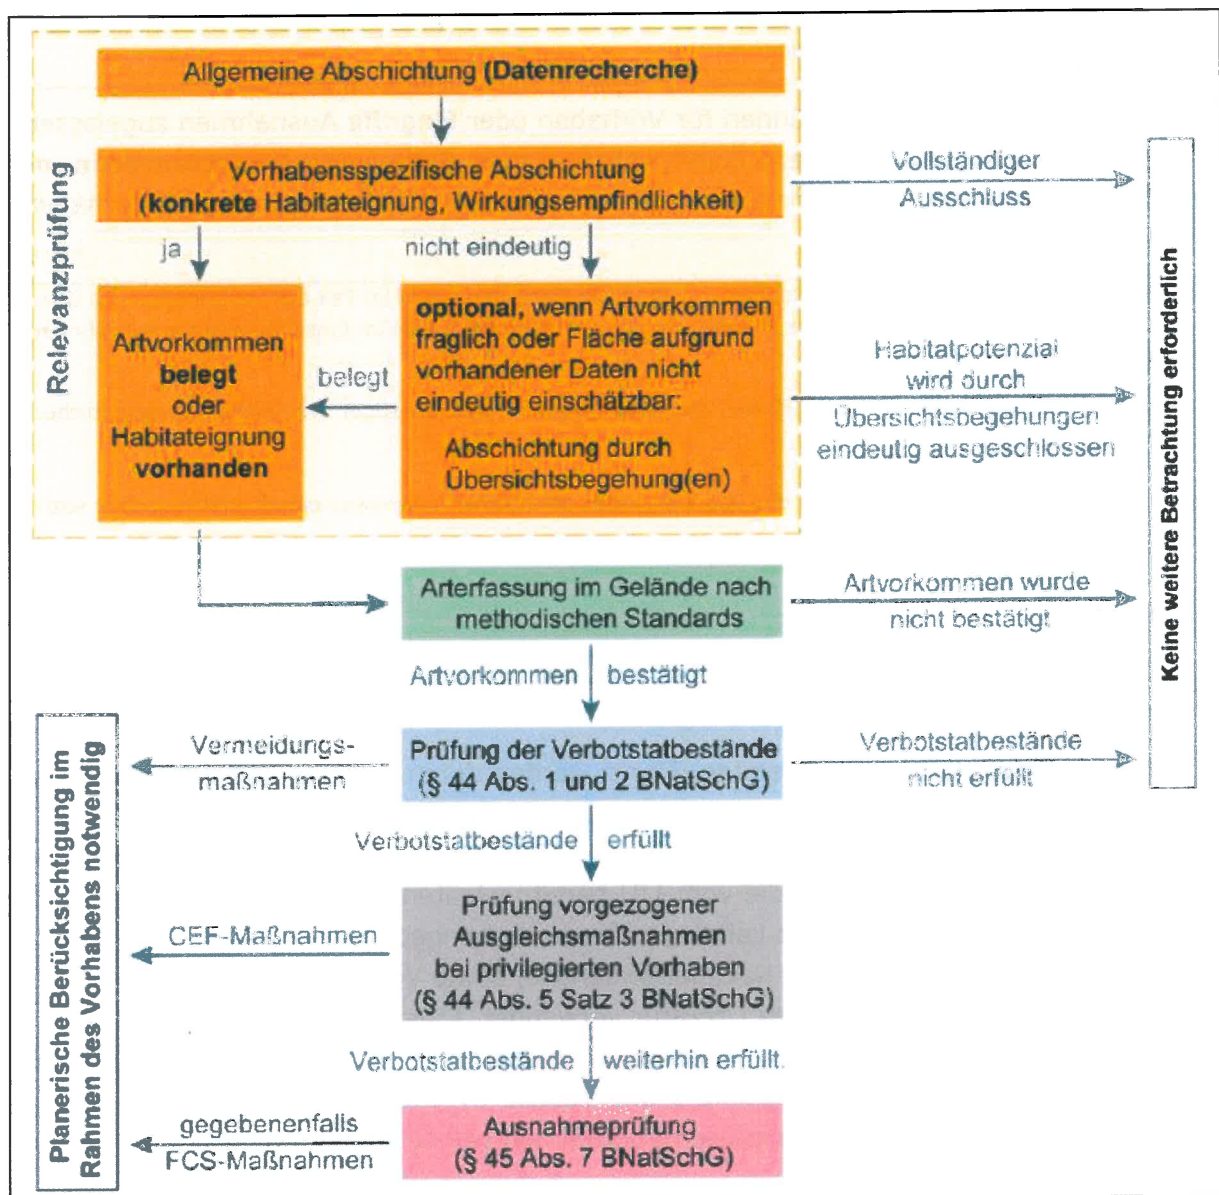 Allgemeine Abschichtung (Datenrecherche)
Vorhabensspezifische Abschichtung
(konkrete Habitateignung, Wirkungsempfindlichkeit)
Vollständiger
Ausschluss
Relevanzprüfung
ja
nicht eindeutig
Artvorkommen
belegt
oder
Habitateignung
vorhanden
belegt
optional, wenn Artvorkommen
fraglich oder Fläche aufgrund
vorhandener Daten nicht
eindeutig einschätzbar:
Abschichtung durch
Übersichtsbegehung(en)
Habitatpotenzial
wird durch
Übersichtsbegehungen
eindeutig ausgeschlossen
Keine weitere Betrachtung erforderlich
Arterfassung im Gelände nach
methodischen Standards
Artvorkommen wurde
nicht bestätigt
Artvorkommen bestätigt
Planerische Berücksichtigung im
Rahmen des Vorhabens notwendig
Vermeidungs-
maßnahmen
Prüfung der Verbotstatbestände
(§ 44 Abs. 1 und 2 BNatSchG)
Verbotstatbestände
nicht erfüllt
Verbotstatbestände erfüllt
CEF-Maßnahmen
Prüfung vorgezogener
Ausgleichsmaßnahmen
bei privilegierten Vorhaben
(§ 44 Abs. 5 Satz 3 BNatSchG)
Verbotstatbestände weiterhin erfüllt.
gegebenenfalls
FCS-Maßnahmen
Ausnahmeprüfung
(§ 45 Abs. 7 BNatSchG)